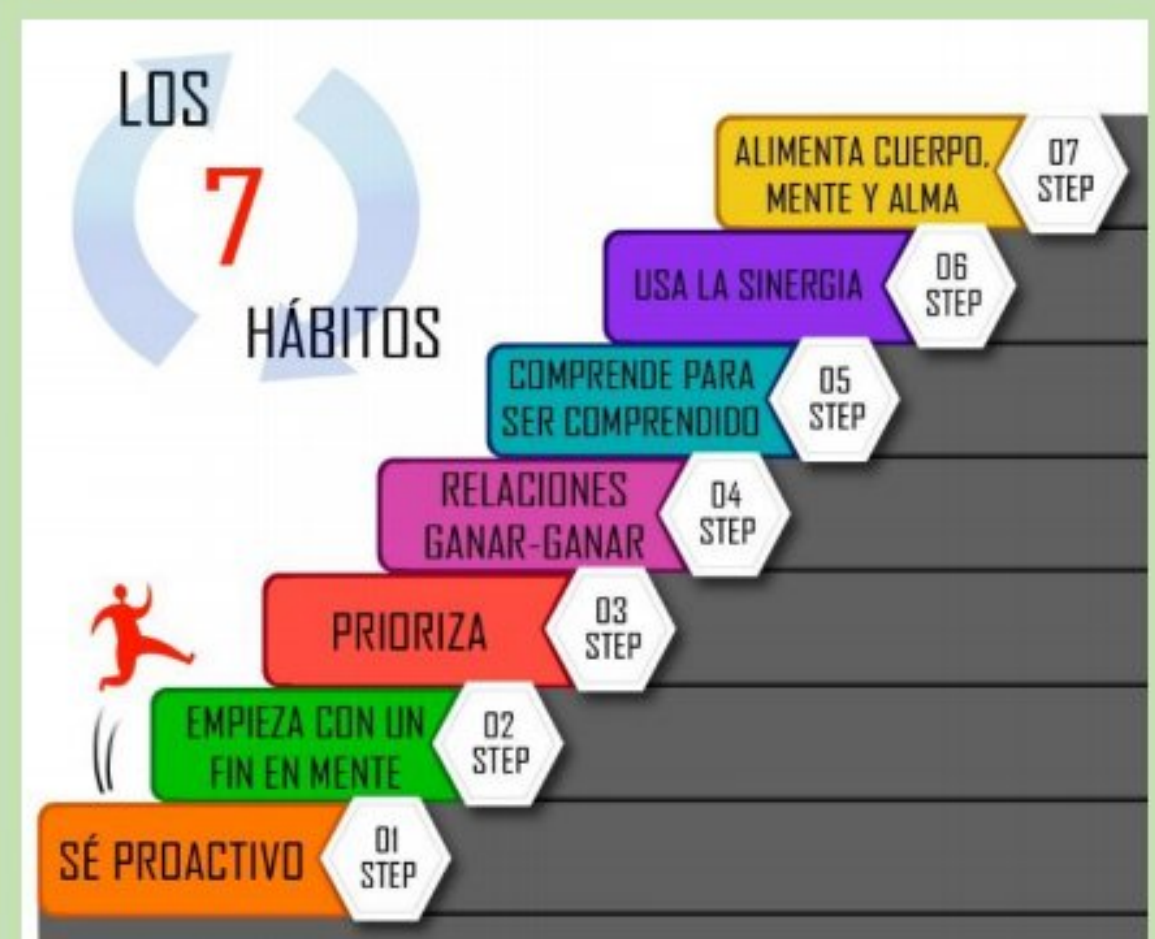 LOS
7
HÁBITOS
ALIMENTA CUERPO,
MENTE Y ALMA
07
STEP
USA LA SINERGIA
06
STEP
COMPRENDE PARA
SER COMPRENDIDO
05
STEP
RELACIONES
GANAR-GANAR
04
STEP
PRIORIZA
03
STEP
EMPIEZA CON UN
FIN EN MENTE
02
STEP
SÉ PROACTIVO
01
STEP